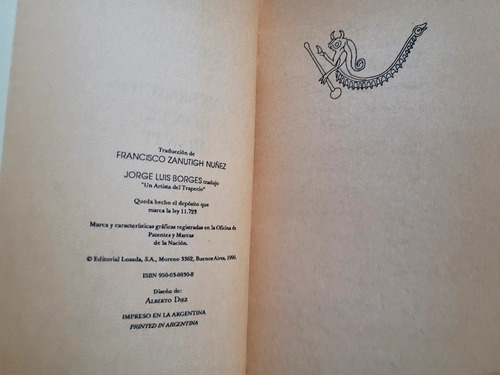 Traducción de
FRANCISCO ZANUTIGH NUÑEZ
JORGE LUIS BORGES tradujo
"Un Artista del Trapecio"
Queda hecho el depósito que
marca la ley 11.723
Marca y características gráficas registradas en la Oficina de
Patentes y Marcas
de la Nación.
© Editorial Losada, S.A., Moreno 3362, Buenos Aires, 1990.
ISBN 950-03-8830-8
Diseño de:
ALBERTO DIEZ
IMPRESO EN LA ARGENTINA
PRINTED IN ARGENTINA